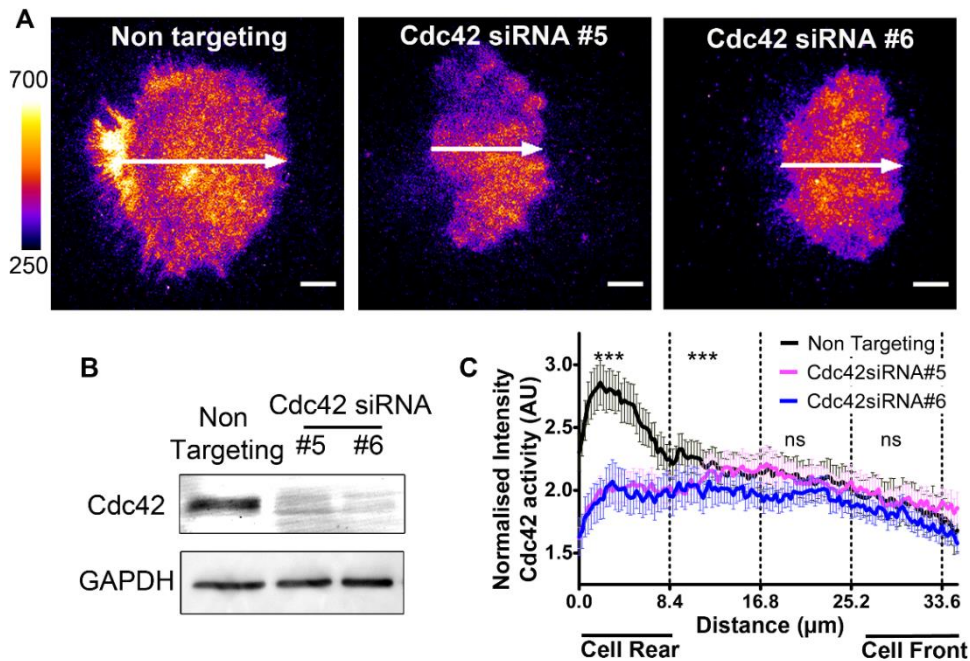 A
Non targeting
Cdc42 siRNA #5
Cdc42 siRNA #6
700
250
B
Non
Targeting
Cdc42 siRNA
#5 #6
Cdc42
GAPDH
C
Normalised Intensity
Cdc42 activity (AU)
3.0
2.5
2.0
1.5
*** ***
ns ns
Non Targeting
Cdc42siRNA#5
Cdc42siRNA#6
0.0 8.4 16.8 25.2 33.6
Distance (µm)
Cell Rear Cell Front